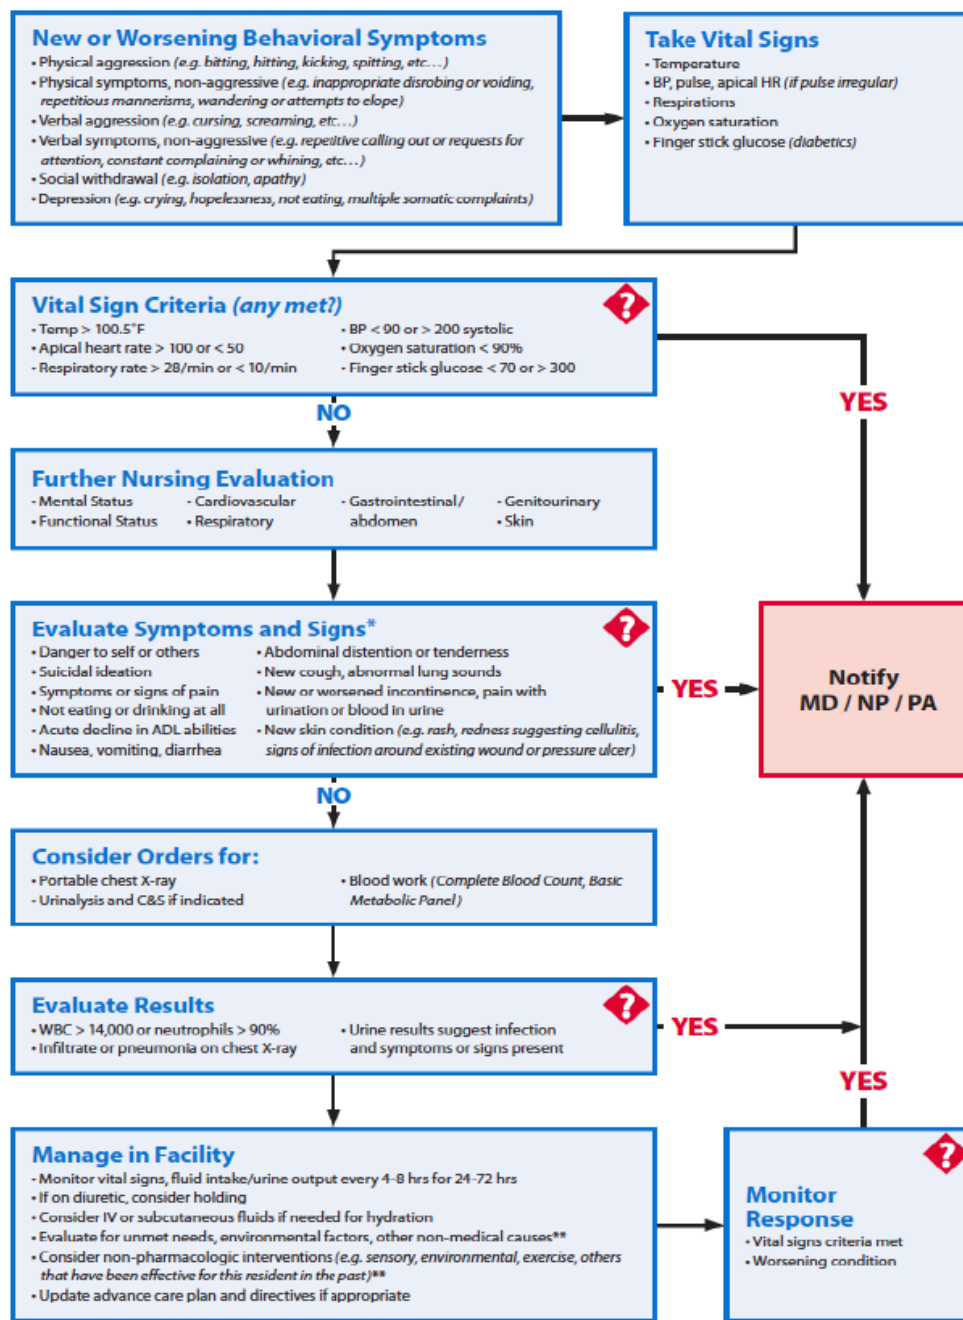 New or Worsening Behavioral Symptoms
• Physical aggression (e.g. bitting, hitting, kicking, spitting, etc…)
• Physical symptoms, non-aggressive (e.g. inappropriate disrobing or voiding,
repetitious mannerisms, wandering or attempts to elope)
• Verbal aggression (e.g. cursing, screaming, etc…)
• Verbal symptoms, non-aggressive (e.g. repetitive calling out or requests for
attention, constant complaining or whining, etc…)
• Social withdrawal (e.g. isolation, apathy)
• Depression (e.g. crying, hopelessness, not eating, multiple somatic complaints)
Take Vital Signs
• Temperature
• BP, pulse, apical HR (if pulse irregular)
• Respirations
• Oxygen saturation
• Finger stick glucose (diabetics)
Vital Sign Criteria (any met?)
?
• Temp > 100.5°F
• Apical heart rate > 100 or < 50
• Respiratory rate > 28/min or < 10/min
• BP < 90 or > 200 systolic
• Oxygen saturation < 90%
• Finger stick glucose < 70 or > 300
YES
NO
Further Nursing Evaluation
- Mental Status
• Functional Status
- Cardiovascular
• Respiratory
- Gastrointestinal/
abdomen
- Genitourinary
• Skin
Evaluate Symptoms and Signs*
?
• Danger to self or others
• Suicidal ideation
• Symptoms or signs of pain
• Not eating or drinking at all
• Acute decline in ADL abilities
• Nausea, vomiting, diarrhea
• Abdominal distention or tenderness
• New cough, abnormal lung sounds
• New or worsened incontinence, pain with
urination or blood in urine
• New skin condition (e.g. rash, redness suggesting cellulitis,
signs of infection around existing wound or pressure ulcer)
YES
Notify
MD / NP / PA
NO
Consider Orders for:
• Portable chest X-ray
- Urinalysis and C&S if indicated
• Blood work (Complete Blood Count, Basic
Metabolic Panel)
Evaluate Results
?
• WBC > 14,000 or neutrophils > 90%
• Infiltrate or pneumonia on chest X-ray
• Urine results suggest infection
and symptoms or signs present
YES
YES
Manage in Facility
- Monitor vital signs, fluid intake/urine output every 4-8 hrs for 24-72 hrs
• If on diuretic, consider holding
• Consider IV or subcutaneous fluids if needed for hydration
• Evaluate for unmet needs, environmental factors, other non-medical causes**
• Consider non-pharmacologic interventions (e.g. sensory, environmental, exercise, others
that have been effective for this resident in the past)**
• Update advance care plan and directives if appropriate
?
Monitor
Response
• Vital signs criteria met
• Worsening condition